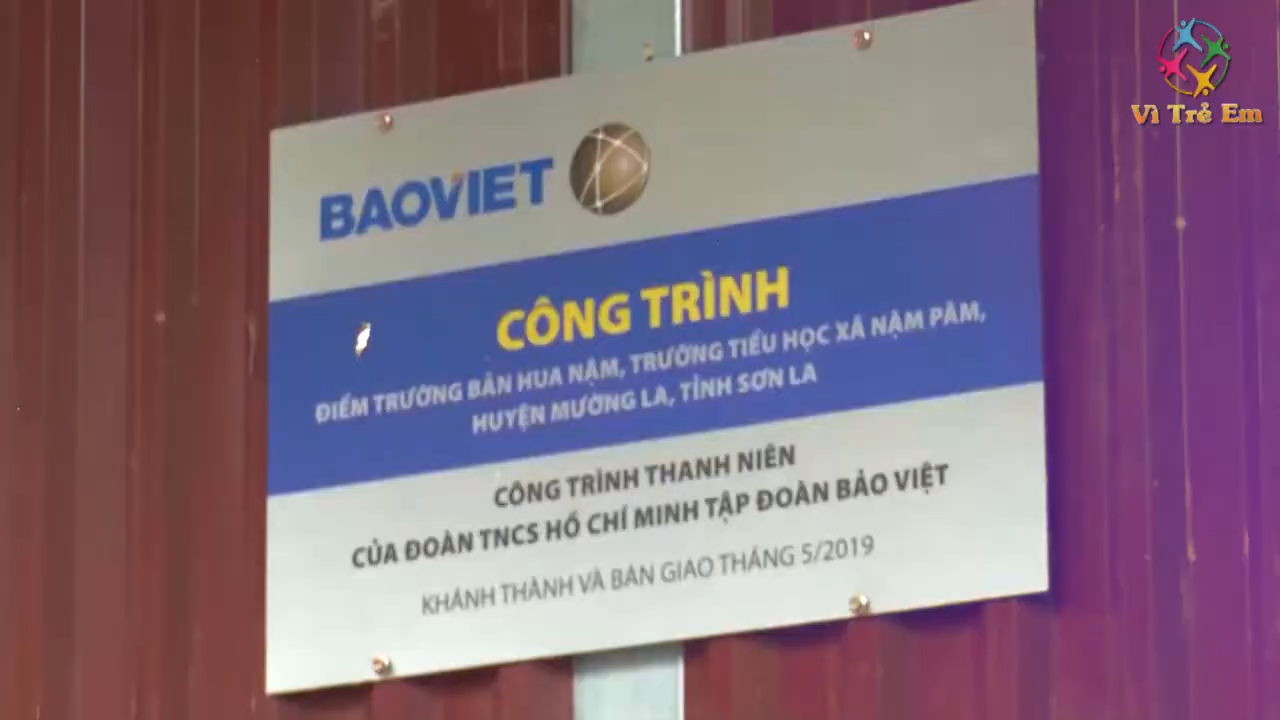 Vì Trẻ Em
BAOVIET
CÔNG TRÌNH
ĐIỂM TRƯỜNG BẢN HUA NẬM, TRƯỜNG TIỂU HỌC XÃ NẬM PĂM,
HUYỆN MƯỜNG LA, TỈNH SƠN LA
CÔNG TRÌNH THANH NIÊN
CỦA ĐOÀN TNCS HỒ CHÍ MINH TẬP ĐOÀN BẢO VIỆT
KHÁNH THÀNH VÀ BÀN GIAO THÁNG 5/2019